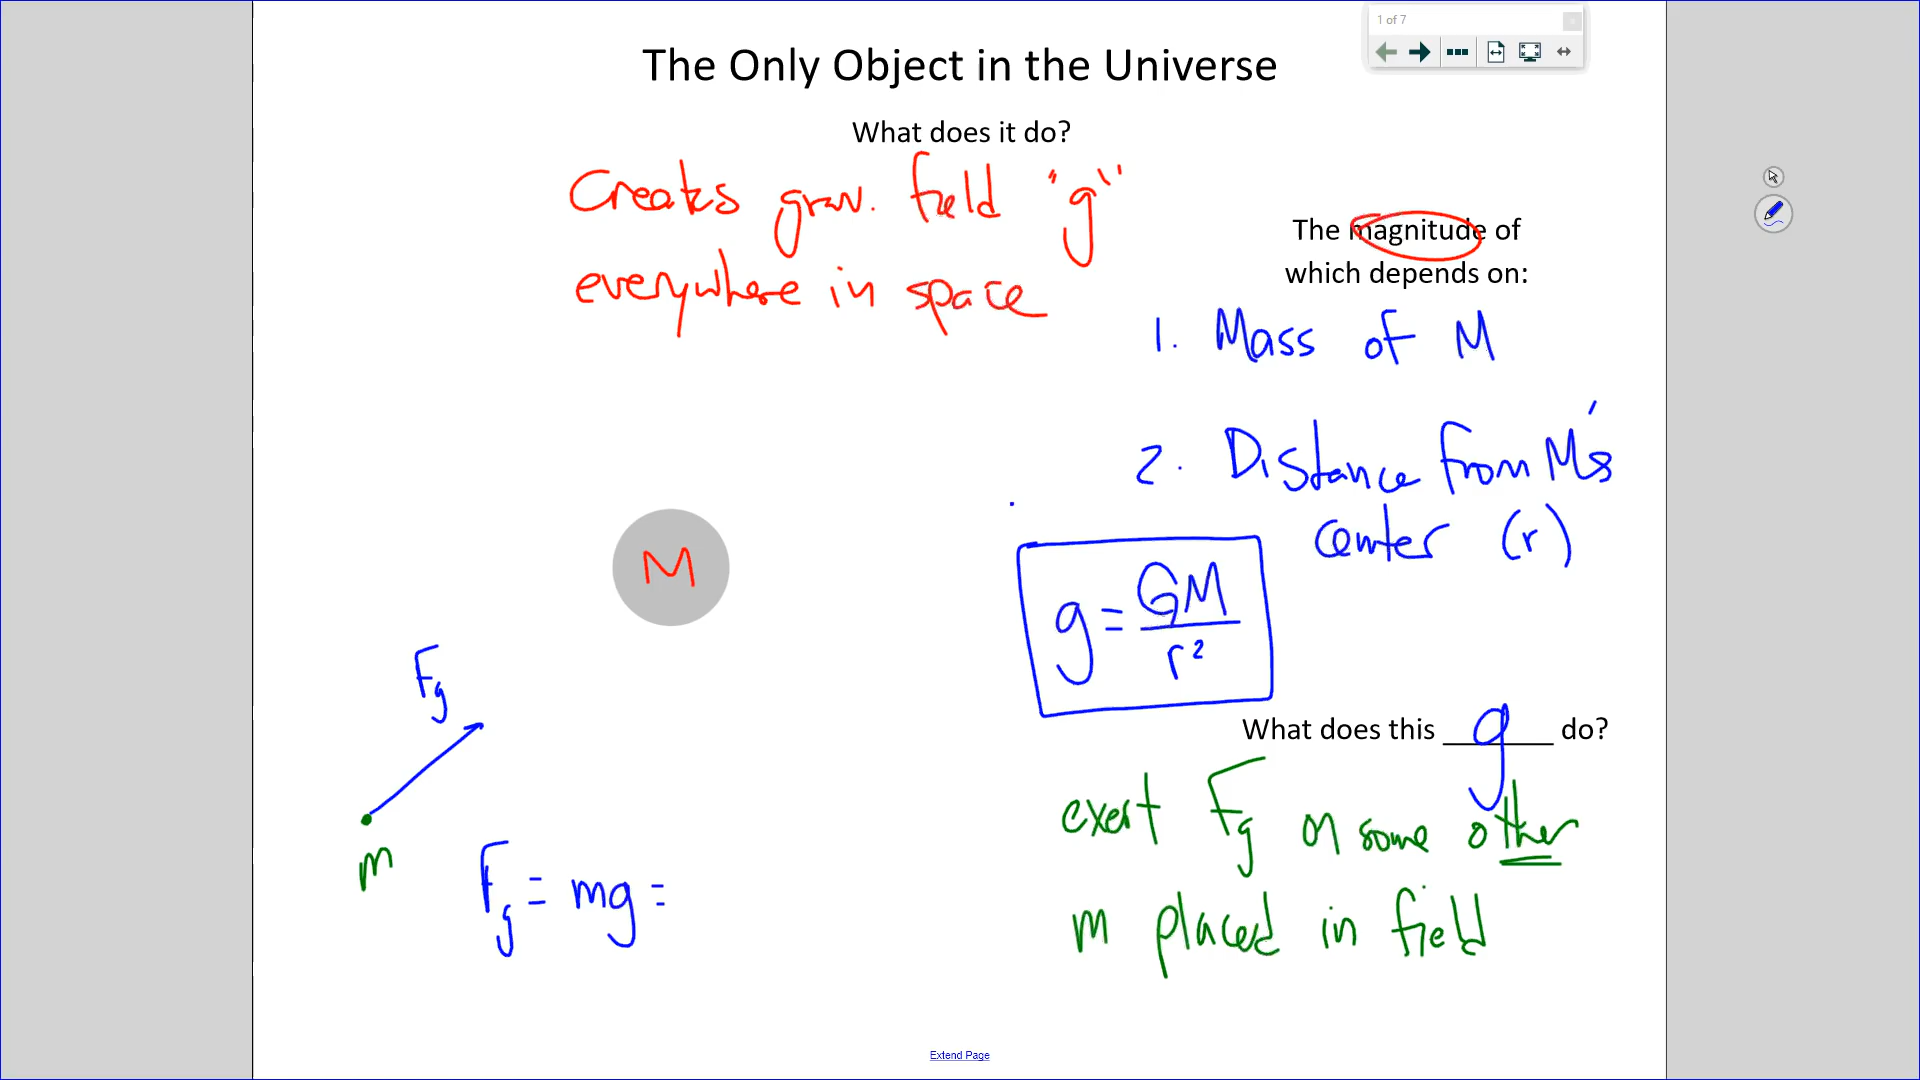 1 of 7
The Only Object in the Universe
What does it do?
Creates grav. field "g"
everywhere in space
The magnitude of
which depends on:
1. Mass of M
2. Distance from M's
center (r)
M
g = GM/r²
Fg
m
Fg = mg =
What does this g do?
exert Fg on some other
m placed in field
Extend Page